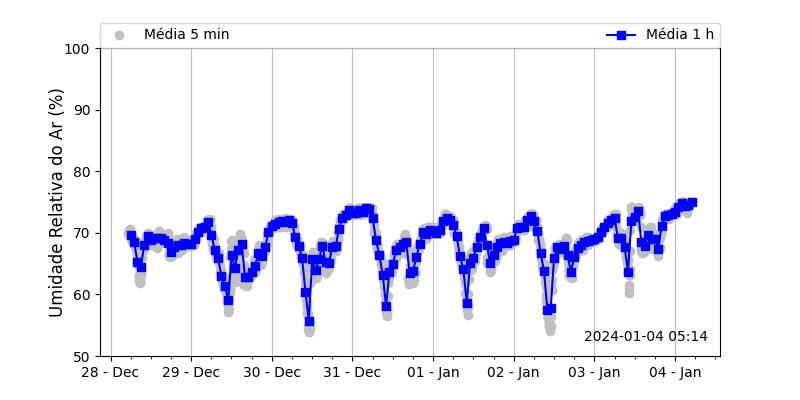 Média 5 min
Média 1 h
Umidade Relativa do Ar (%)
100
90
80
70
60
50
2024-01-04 05:14
28 - Dec
29 - Dec
30 - Dec
31 - Dec
01 - Jan
02 - Jan
03 - Jan
04 - Jan